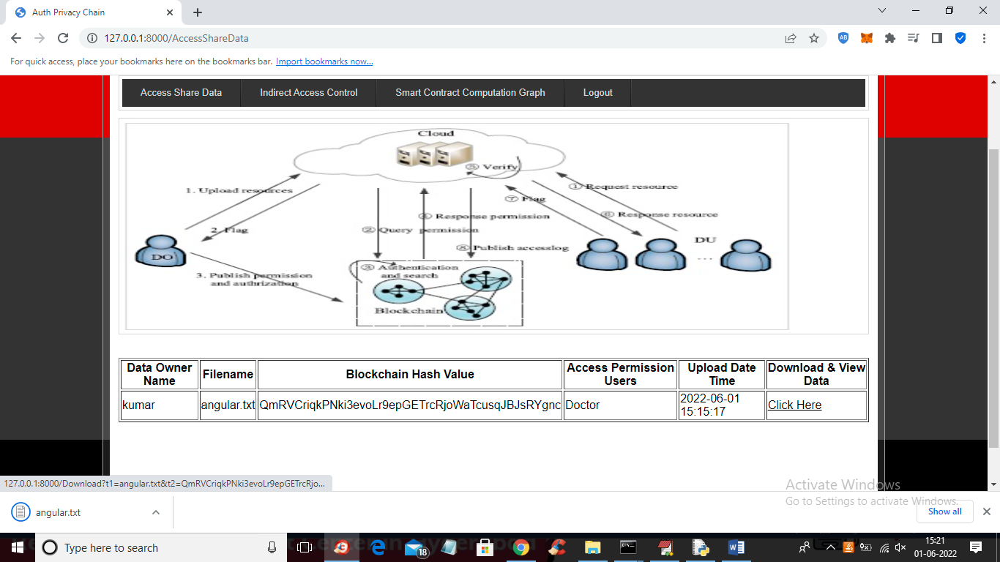 Auth Privacy Chain
127.0.0.1:8000/AccessShareData
For quick access, place your bookmarks here on the bookmarks bar. Import bookmarks now...
Access Share Data Indirect Access Control Smart Contract Computation Graph Logout
Cloud
⑤ Verify
1. Upload resources
① Request resource
⑦ Flag
④ Response permission
⑥ Response resource
2. Flag
② Query permission
DU
...
DO
⑧ Publish accesslog
③ Authentication
and search
3. Publish permission
and authrization
Blockchain
Data Owner Name Filename Blockchain Hash Value Access Permission Users Upload Date Time Download & View Data
kumar angular.txt QmRVCriqkPNki3evoLr9epGETrcRjoWaTcusqJBJsRYgnc Doctor 2022-06-01 15:15:17 Click Here
127.0.0.1:8000/Download?t1=angular.txt&t2=QmRVCriqkPNki3evoLr9epGETrcRjo...
Activate Windows
Go to Settings to activate Windows.
angular.txt
Show all
Type here to search
18
15:21
01-06-2022